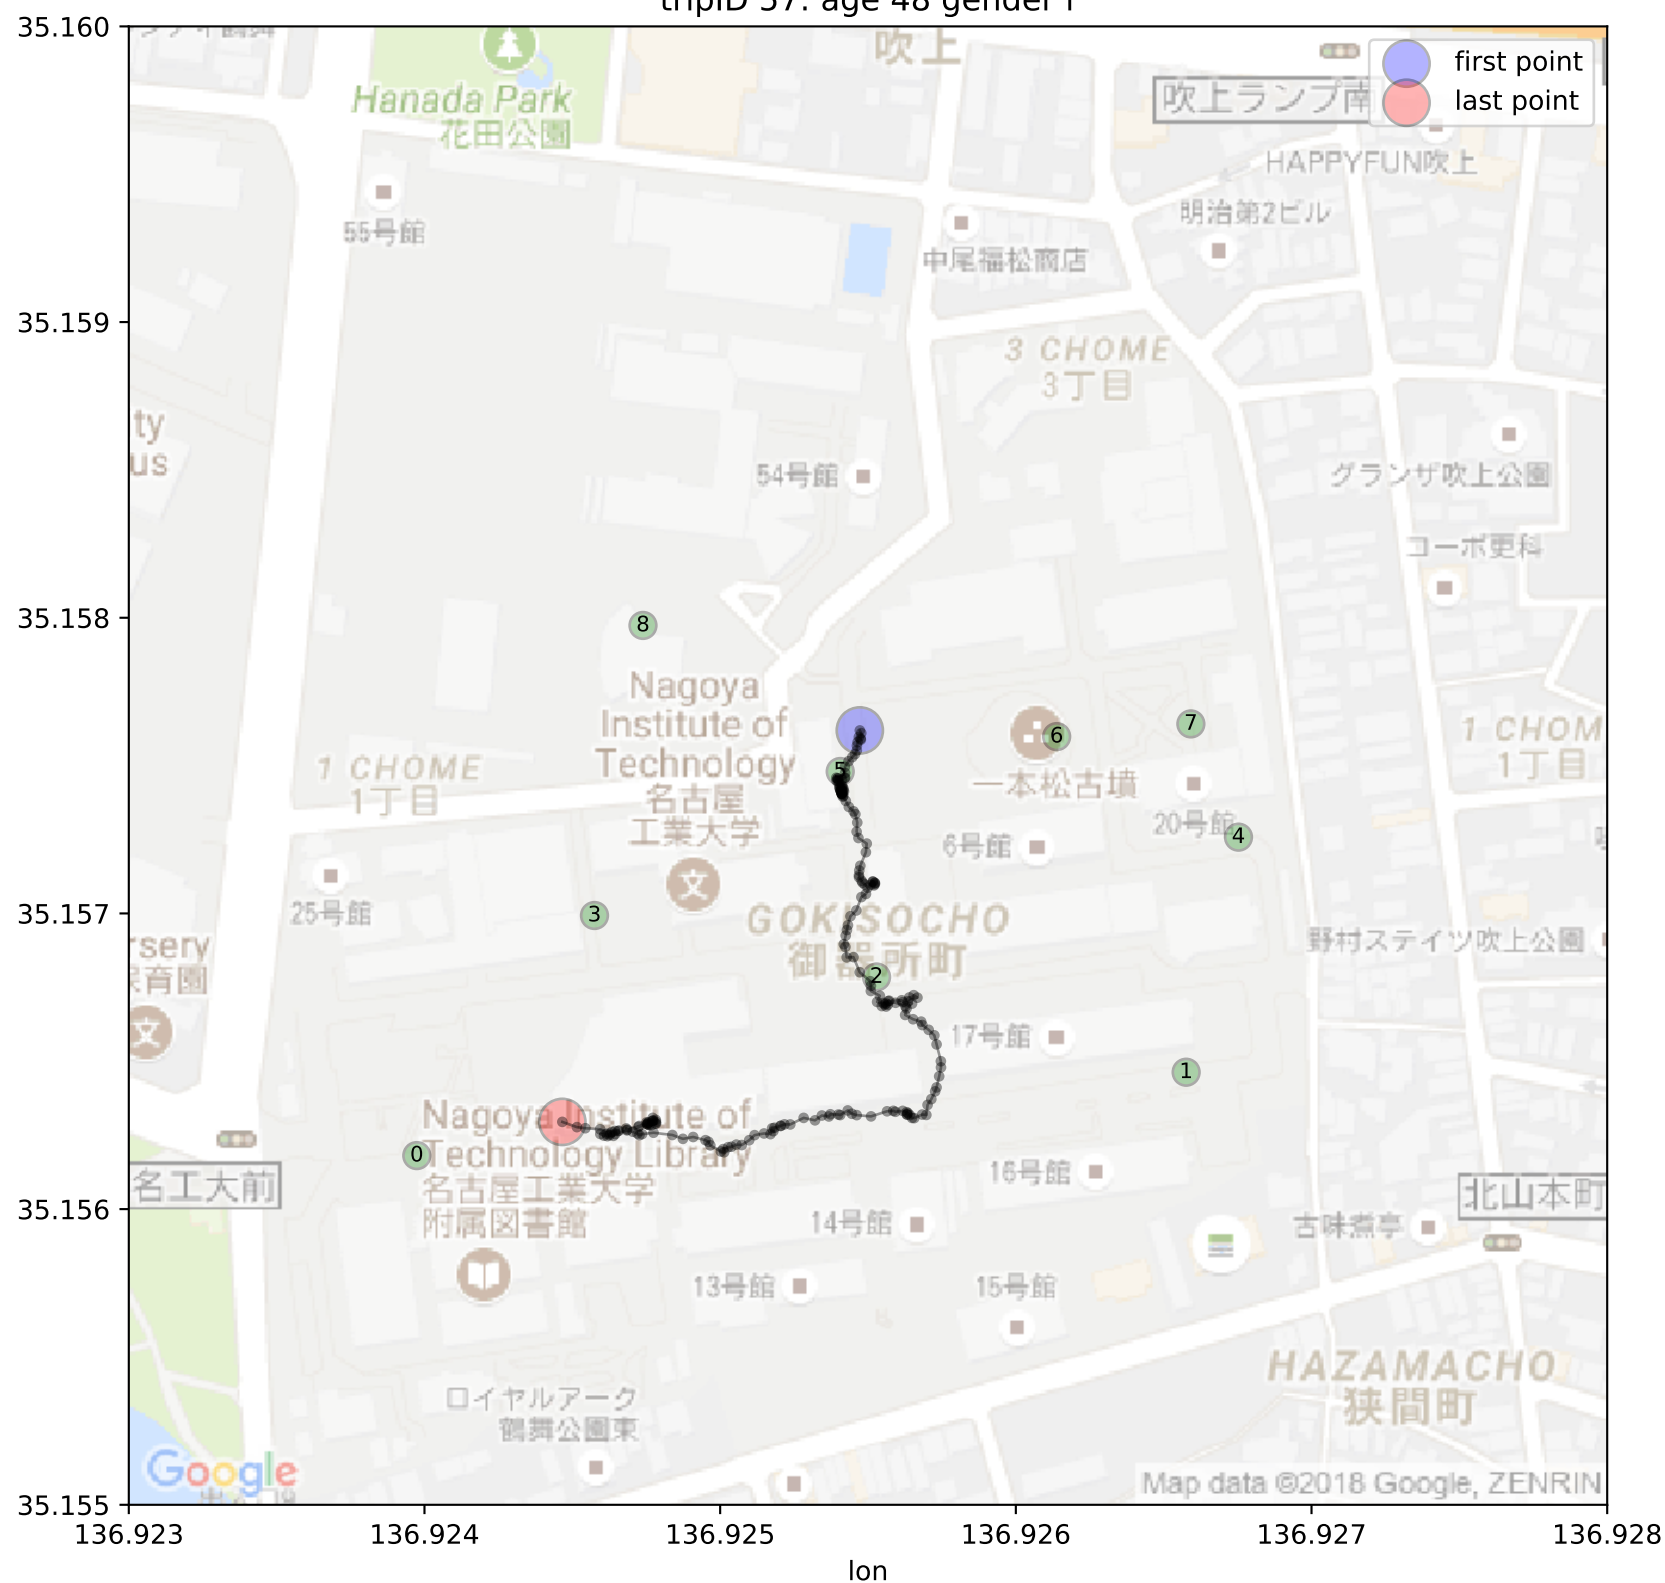 tripID 57: age 48 gender F
35.160
35.159
35.158
35.157
35.156
35.155
136.923
136.924
136.925
136.926
136.927
136.928
lon
first point
last point
吹上
吹上ランプ南
Hanada Park
花田公園
HAPPYFUN吹上
明治第2ビル
55号館
中尾福松商店
3 CHOME
3丁目
ty
us
54号館
グランザ吹上公園
コーポ更科
8
Nagoya
Institute of
Technology
名古屋
工業大学
5
6
7
一本松古墳
1 CHOME
1丁目
1 CHOM
1丁目
20号館
4
6号館
25号館
3
GOKISOCHO
御器所町
2
野村ステイツ吹上公園
rsery
保育園
17号館
1
Nagoya Institute of
Technology Library
名古屋工業大学
附属図書館
0
名工大前
16号館
北山本町
14号館
古味煮亭
13号館
15号館
HAZAMACHO
狭間町
ロイヤルアーク
鶴舞公園東
Google
Map data ©2018 Google, ZENRIN